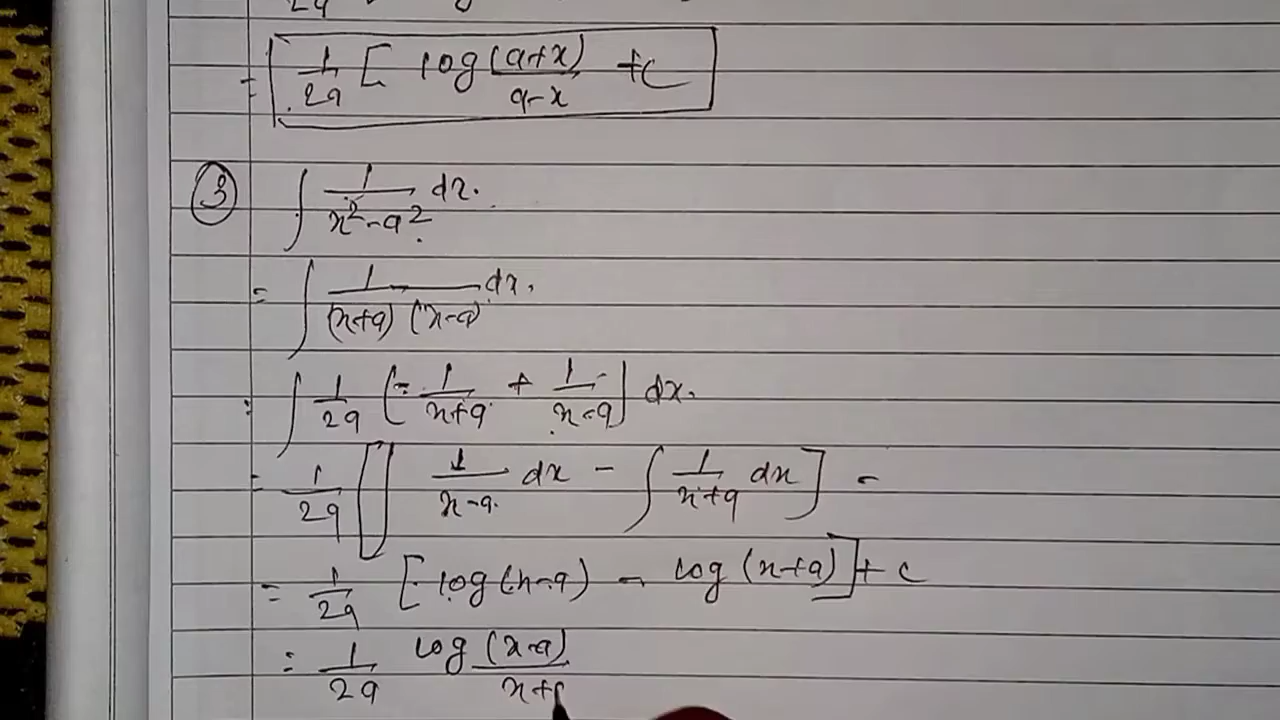 = 1/2a [ log (a+x)/a-x + c
③ ∫ 1/x²-a² dx.
= ∫ 1/(x+a) (x-a) dx.
= ∫ 1/2a (- 1/x+a + 1/x-a) dx.
= 1/2a [∫ 1/x-a dx - ∫ 1/x+a dx] =
= 1/2a [log (x-a) - log (x+a)] + c
= 1/2a log (x-a)/x+